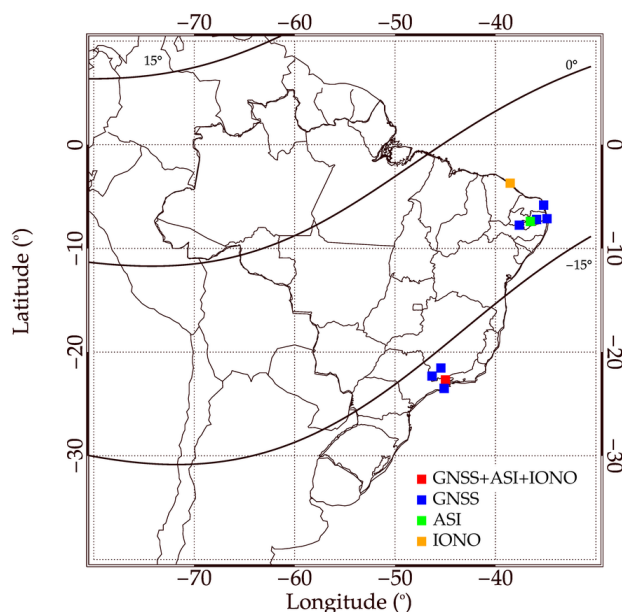 −70 −60 −50 −40
15°
0°
0 0
−10 −10
−15°
−20 −20
−30 −30
Latitude (°)
GNSS+ASI+IONO
GNSS
ASI
IONO
−70 −60 −50 −40
Longitude (°)